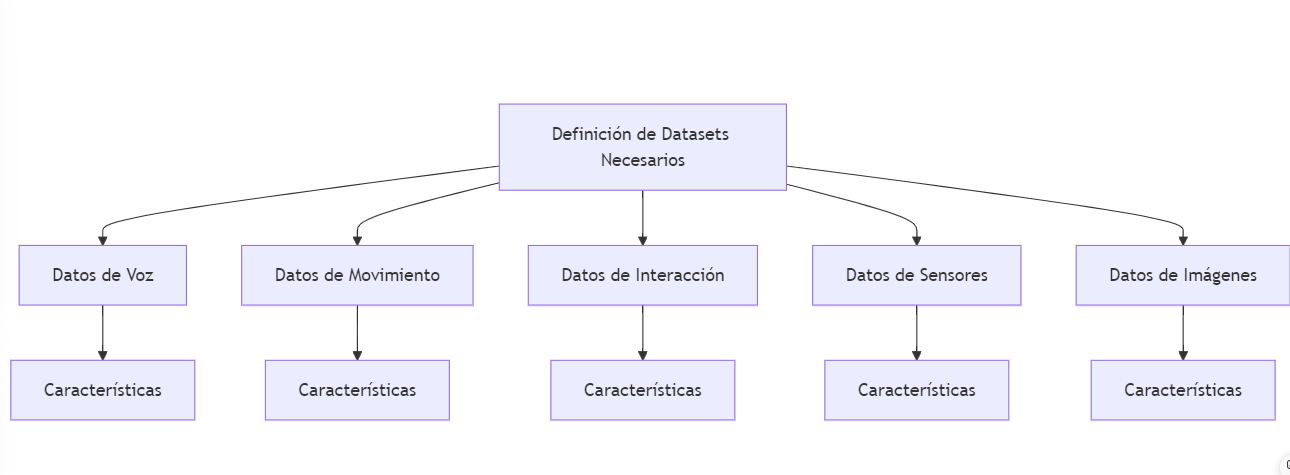 Definición de Datasets
Necesarios
Datos de Voz
Datos de Movimiento
Datos de Interacción
Datos de Sensores
Datos de Imágenes
Características
Características
Características
Características
Características